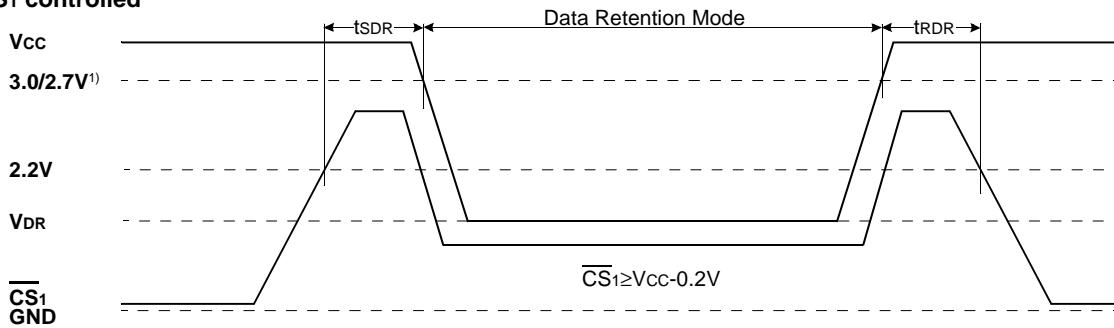 S1 controlled
tSDR Data Retention Mode tRDR
VCC
3.0/2.7V1)
2.2V
VDR
CS1≥VCC-0.2V
CS1
GND